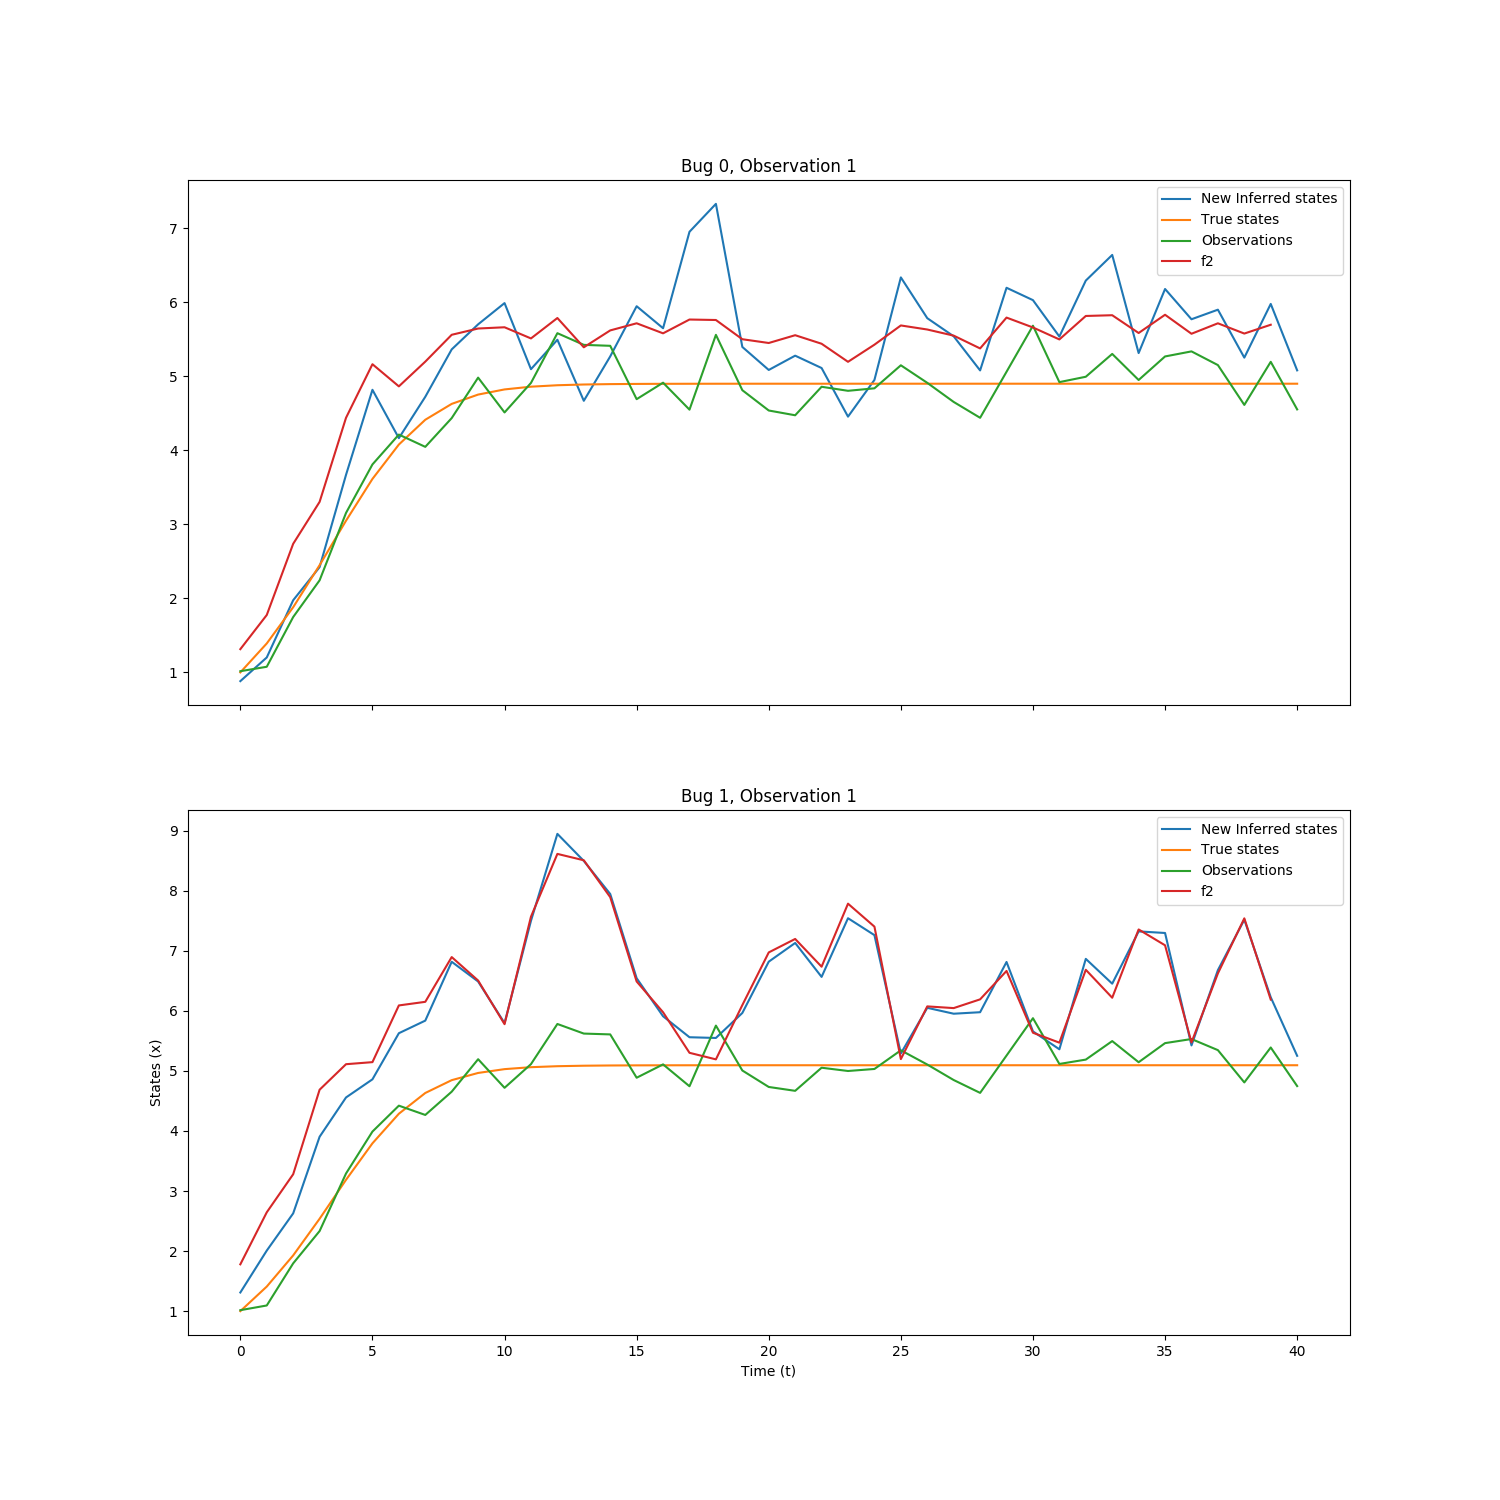 Bug 0, Observation 1
New Inferred states
True states
Observations
f2
7
6
5
4
3
2
1
Bug 1, Observation 1
New Inferred states
True states
Observations
f2
9
8
7
6
5
4
3
2
1
States (x)
0 5 10 15 20 25 30 35 40
Time (t)